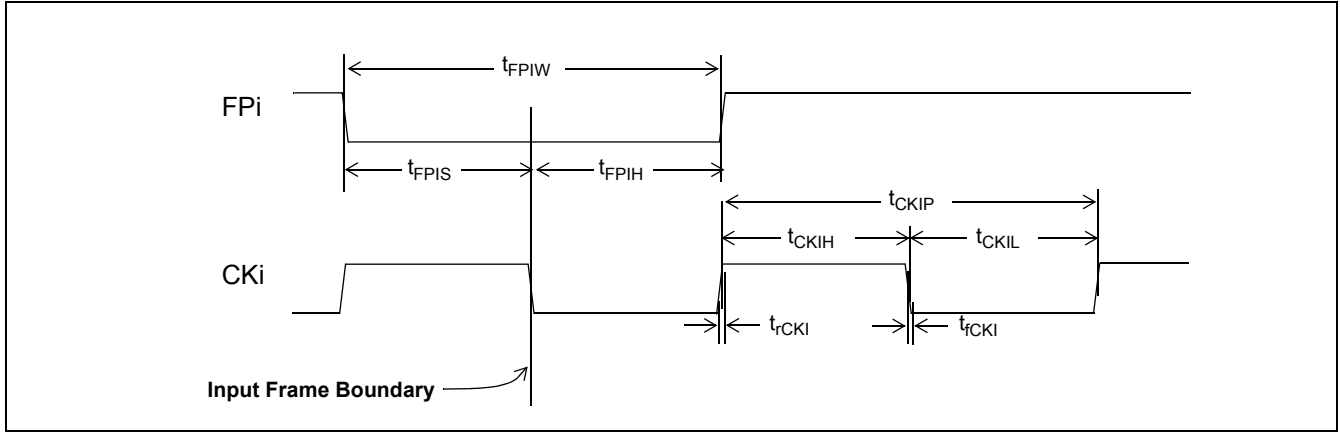 tFPIW
FPi
tFPIS
tFPIH
tCKIP
tCKIH
tCKIL
CKi
trCKI
tfCKI
Input Frame Boundary